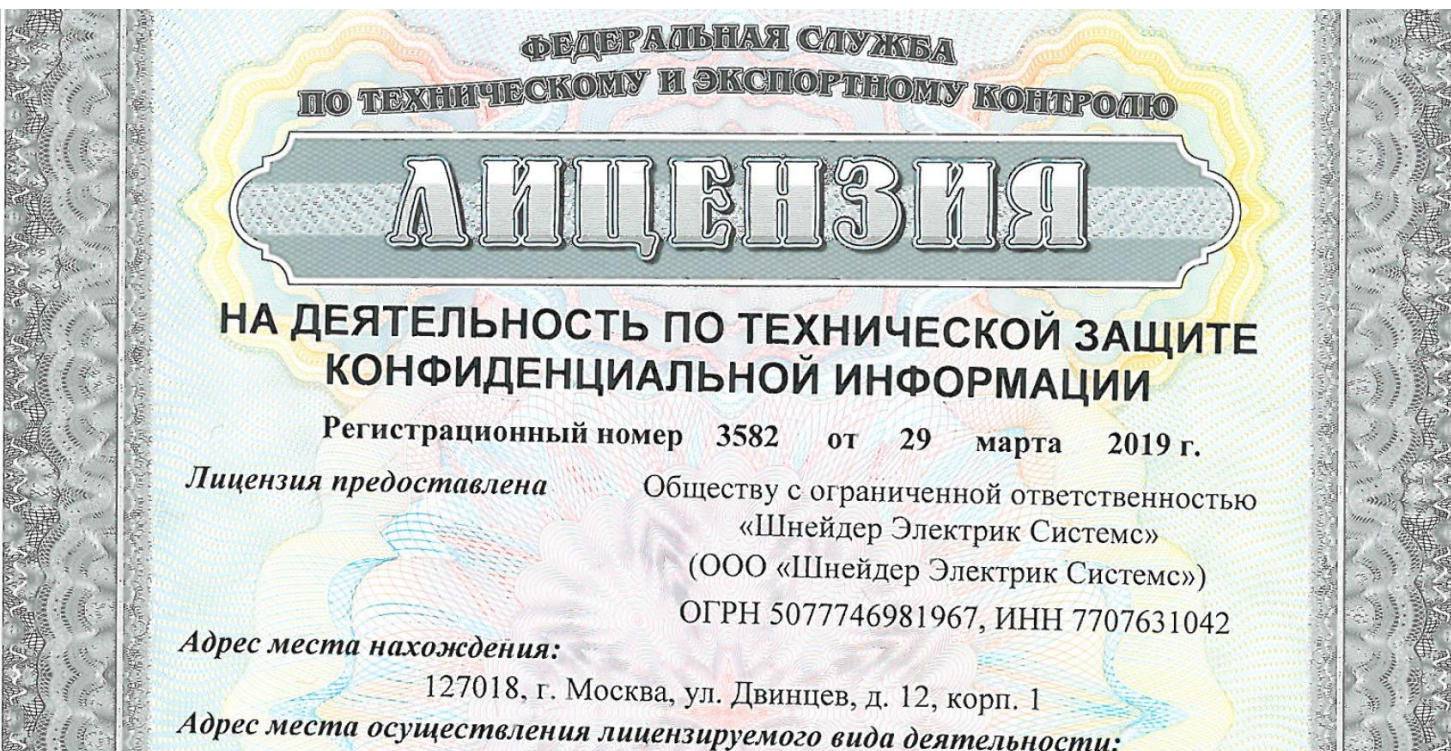 ФЕДЕРАЛЬНАЯ СЛУЖБА
ПО ТЕХНИЧЕСКОМУ И ЭКСПОРТНОМУ КОНТРОЛЮ
ЛИЦЕНЗИЯ
НА ДЕЯТЕЛЬНОСТЬ ПО ТЕХНИЧЕСКОЙ ЗАЩИТЕ
КОНФИДЕНЦИАЛЬНОЙ ИНФОРМАЦИИ
Регистрационный номер 3582 от 29 марта 2019 г.
Лицензия предоставлена Обществу с ограниченной ответственностью
«Шнейдер Электрик Системс»
(ООО «Шнейдер Электрик Системс»)
ОГРН 5077746981967, ИНН 7707631042
Адрес места нахождения:
127018, г. Москва, ул. Двинцев, д. 12, корп. 1
Адрес места осуществления лицензируемого вида деятельности: